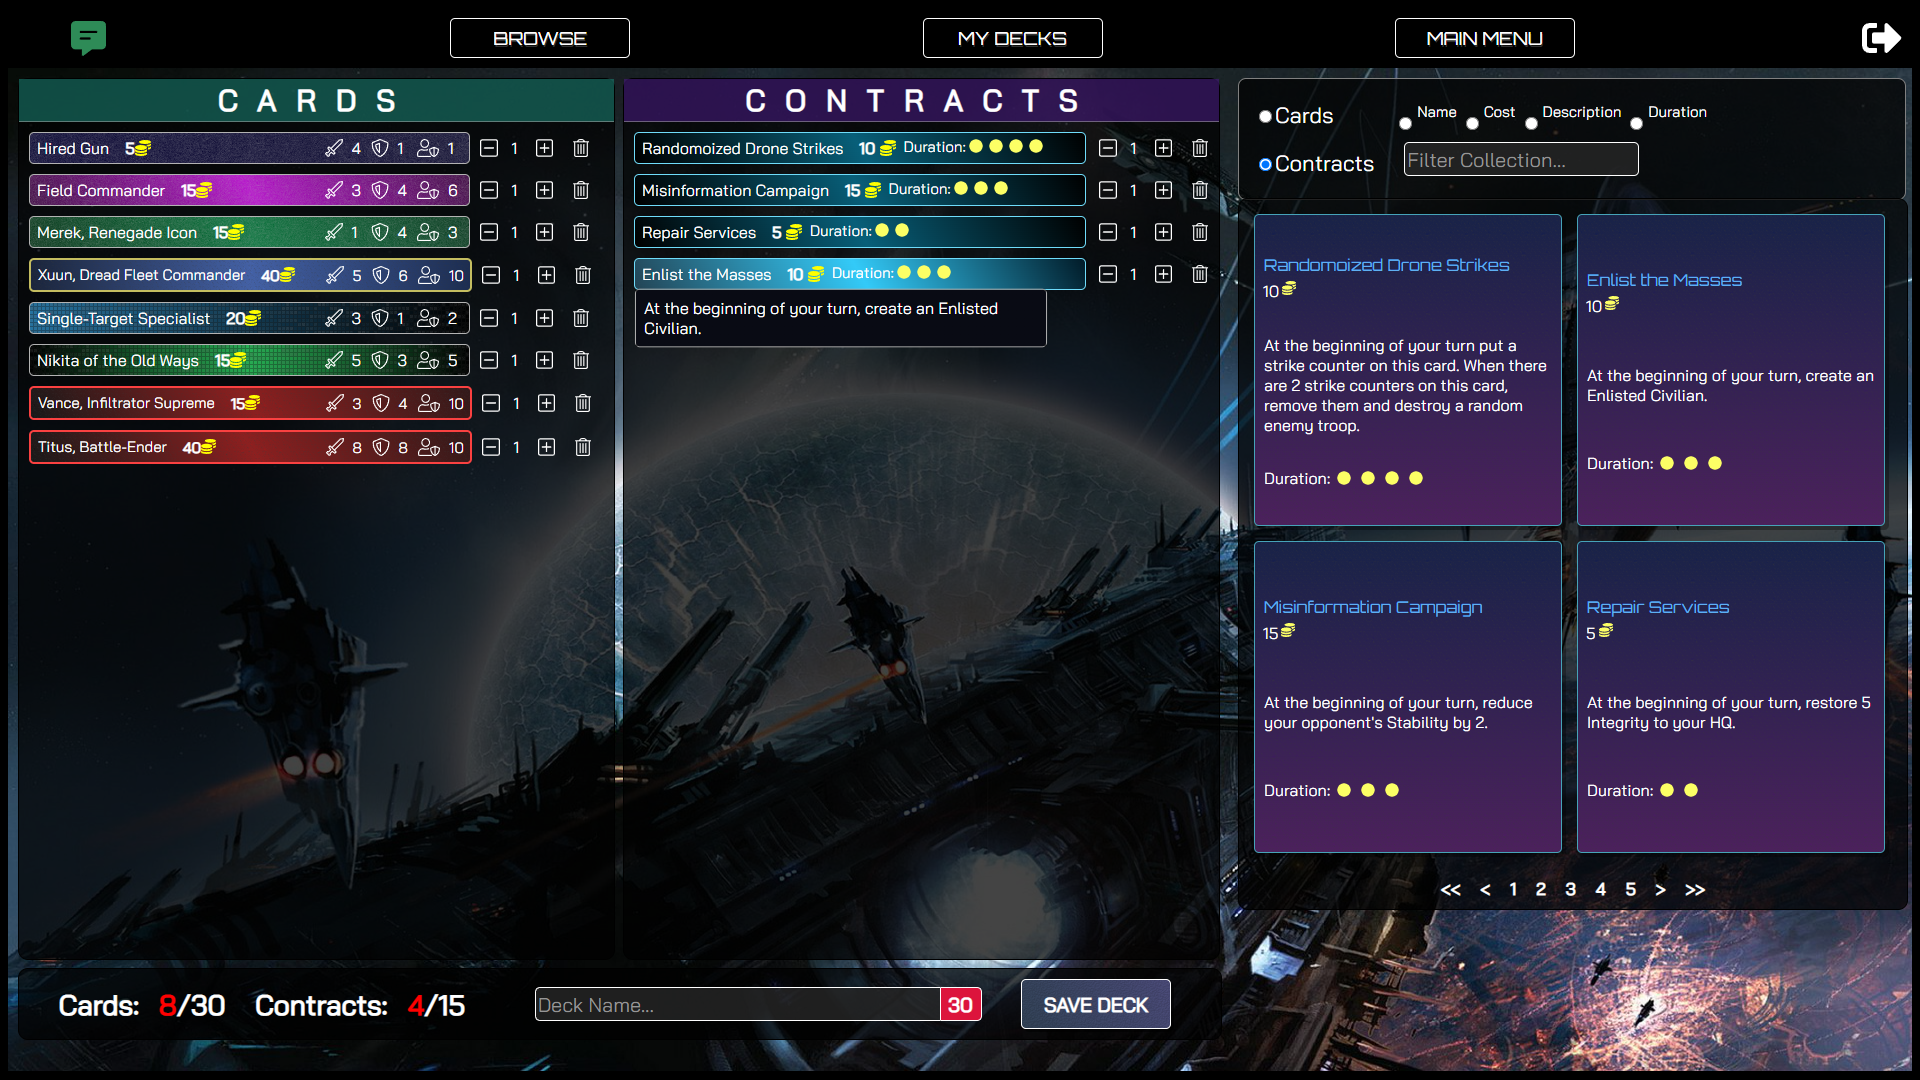 BROWSE
MY DECKS
MAIN MENU
CARDS
Hired Gun 5 4 1 1 1
Field Commander 15 3 4 6 1
Merek, Renegade Icon 15 1 4 3 1
Xuun, Dread Fleet Commander 40 5 6 10 1
Single-Target Specialist 20 3 1 2 1
Nikita of the Old Ways 15 5 3 5 1
Vance, Infiltrator Supreme 15 3 4 10 1
Titus, Battle-Ender 40 8 8 10 1
CONTRACTS
Randomoized Drone Strikes 10 Duration: 1
Misinformation Campaign 15 Duration: 1
Repair Services 5 Duration: 1
Enlist the Masses 10 Duration: 1
At the beginning of your turn, create an Enlisted
Civilian.
Cards
Name Cost Description Duration
Contracts
Filter Collection...
Randomoized Drone Strikes
10
At the beginning of your turn put a
strike counter on this card. When there
are 2 strike counters on this card,
remove them and destroy a random
enemy troop.
Duration:
Enlist the Masses
10
At the beginning of your turn, create an
Enlisted Civilian.
Duration:
Misinformation Campaign
15
At the beginning of your turn, reduce
your opponent's Stability by 2.
Duration:
Repair Services
5
At the beginning of your turn, restore 5
Integrity to your HQ.
Duration:
<< < 1 2 3 4 5 > >>
Cards: 8/30 Contracts: 4/15
Deck Name... 30
SAVE DECK